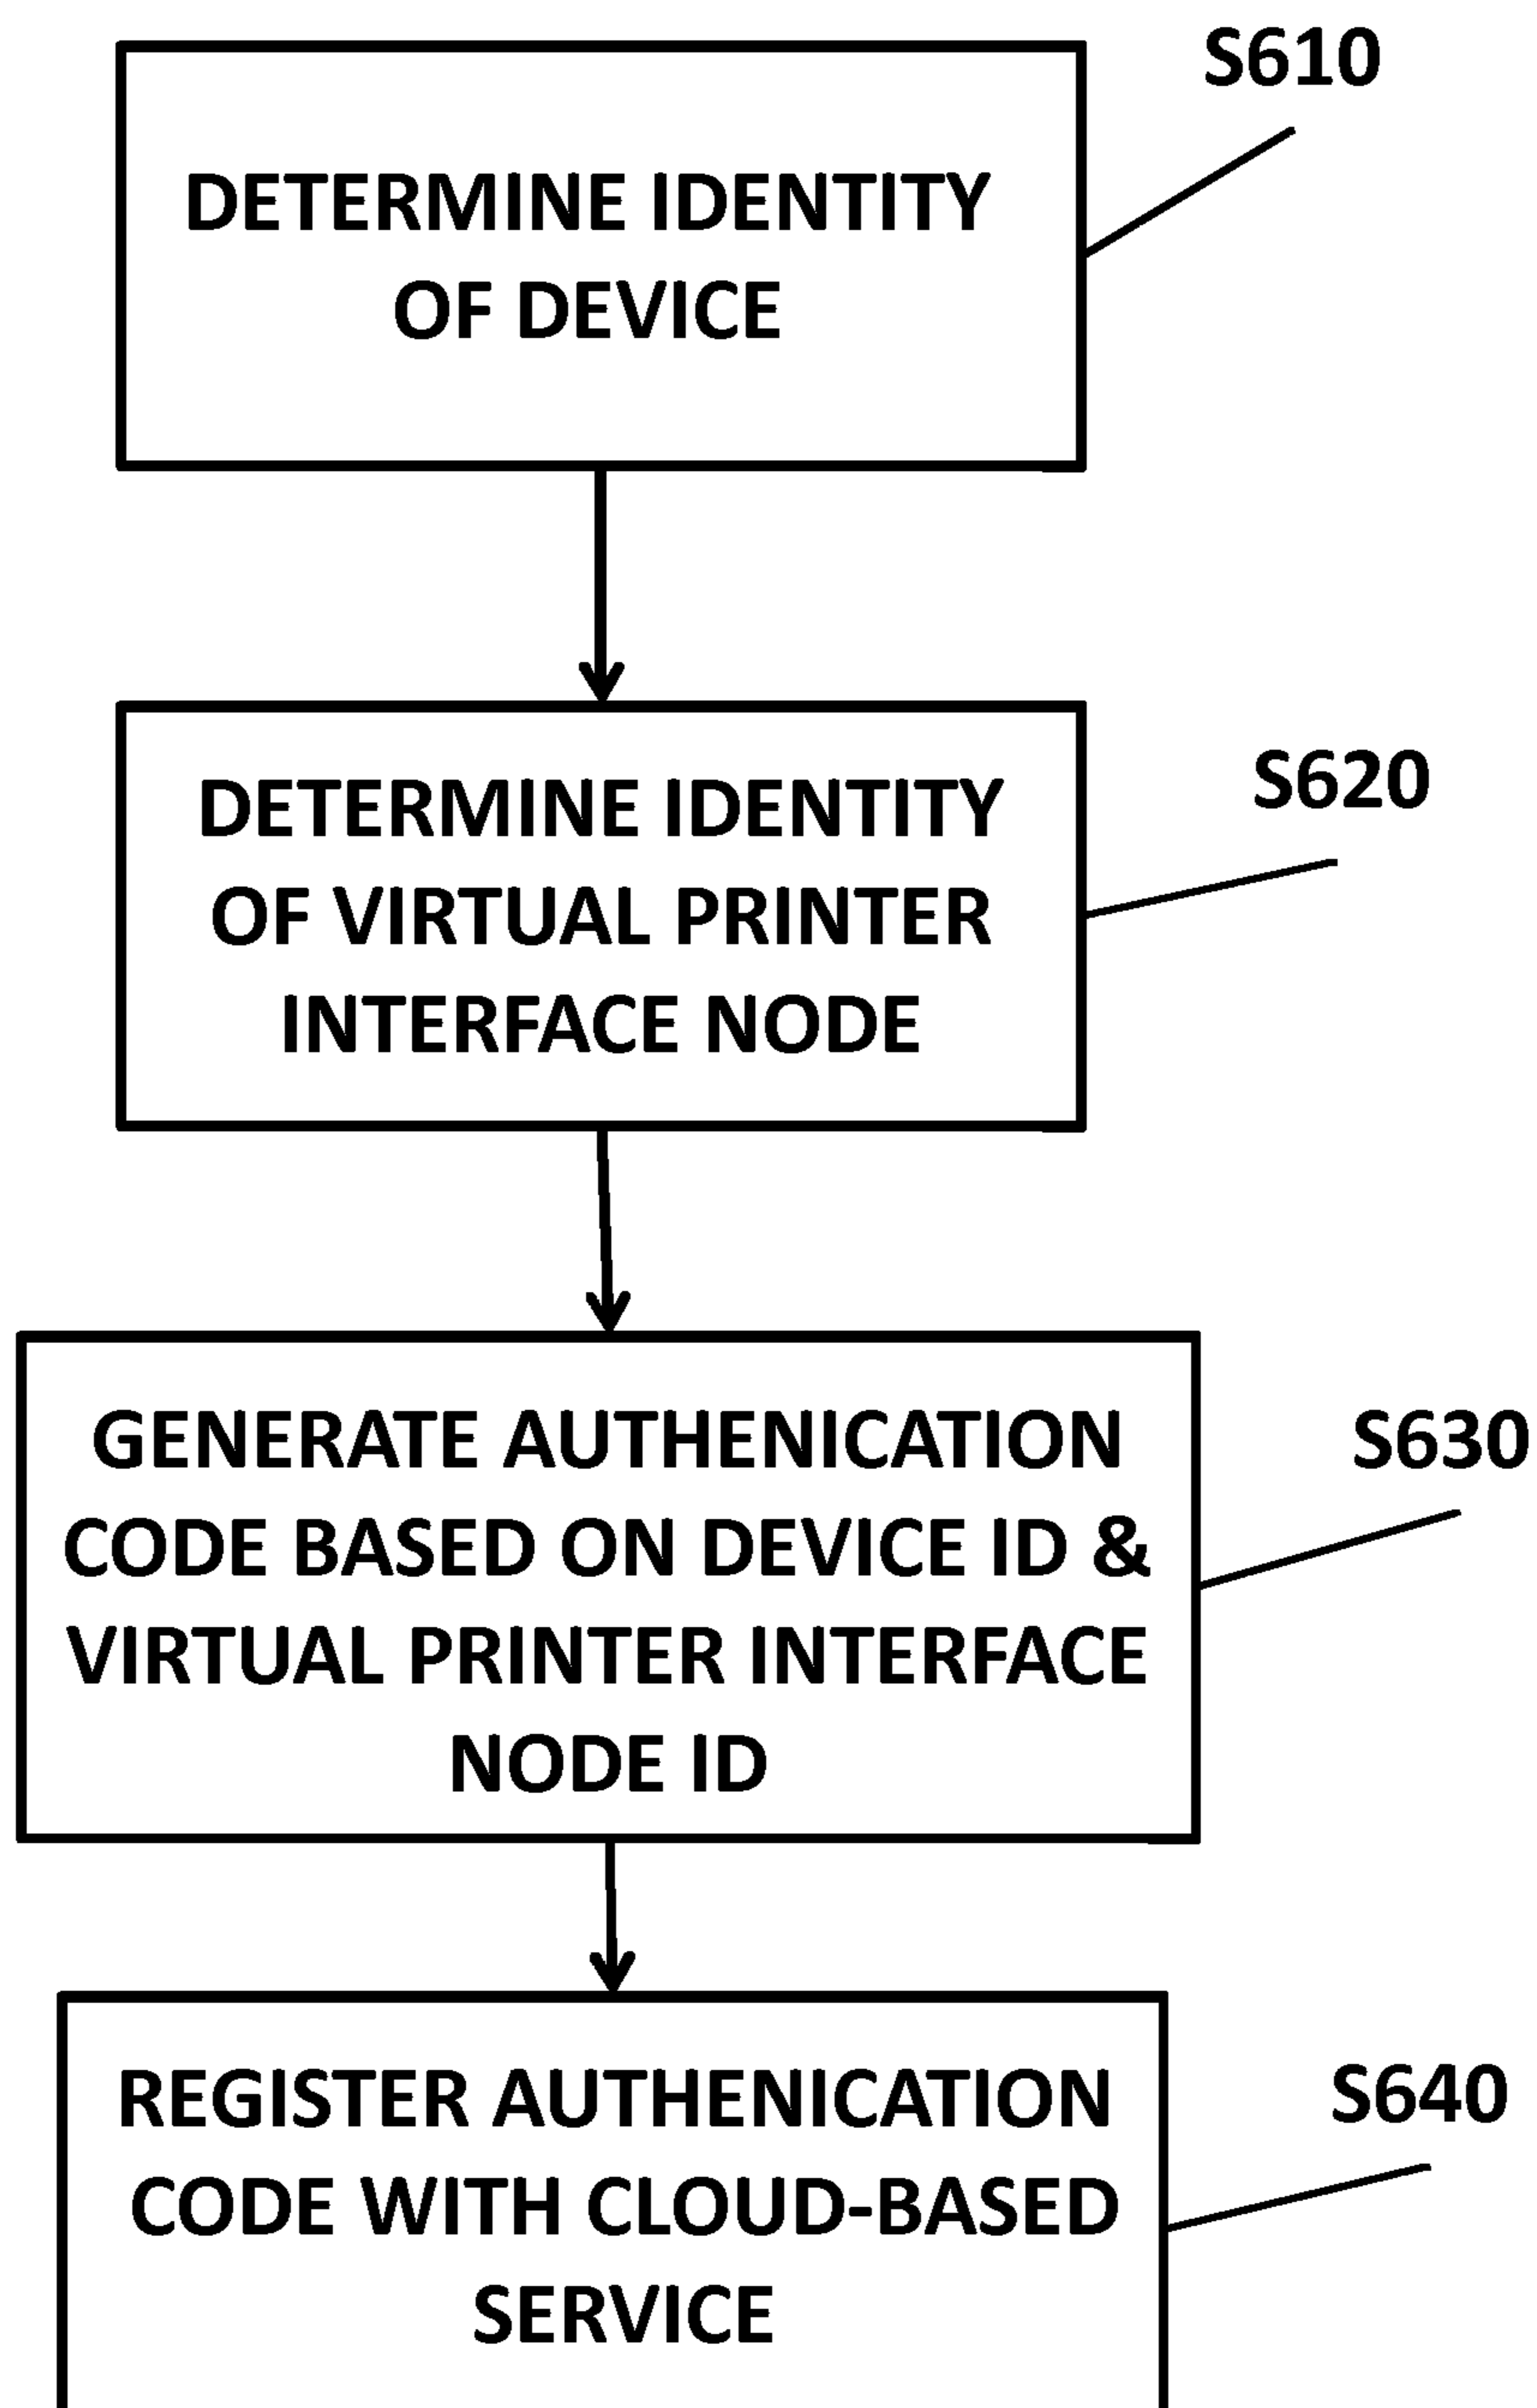 S610
DETERMINE IDENTITY
OF DEVICE
S620
DETERMINE IDENTITY
OF VIRTUAL PRINTER
INTERFACE NODE
S630
GENERATE AUTHENICATION
CODE BASED ON DEVICE ID &
VIRTUAL PRINTER INTERFACE
NODE ID
S640
REGISTER AUTHENICATION
CODE WITH CLOUD-BASED
SERVICE